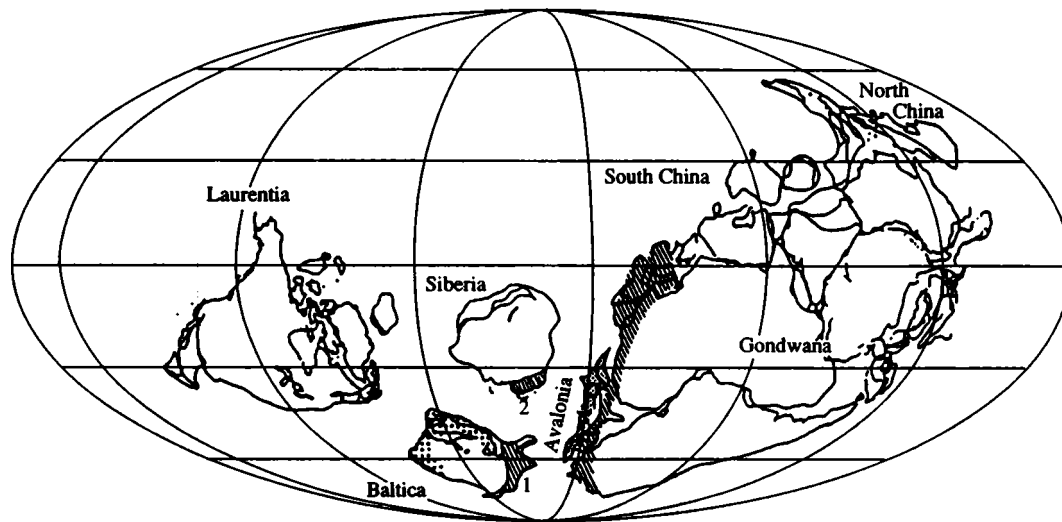 North
China
South China
Laurentia
Siberia
Gondwana
Avalonia
2
Baltica
1